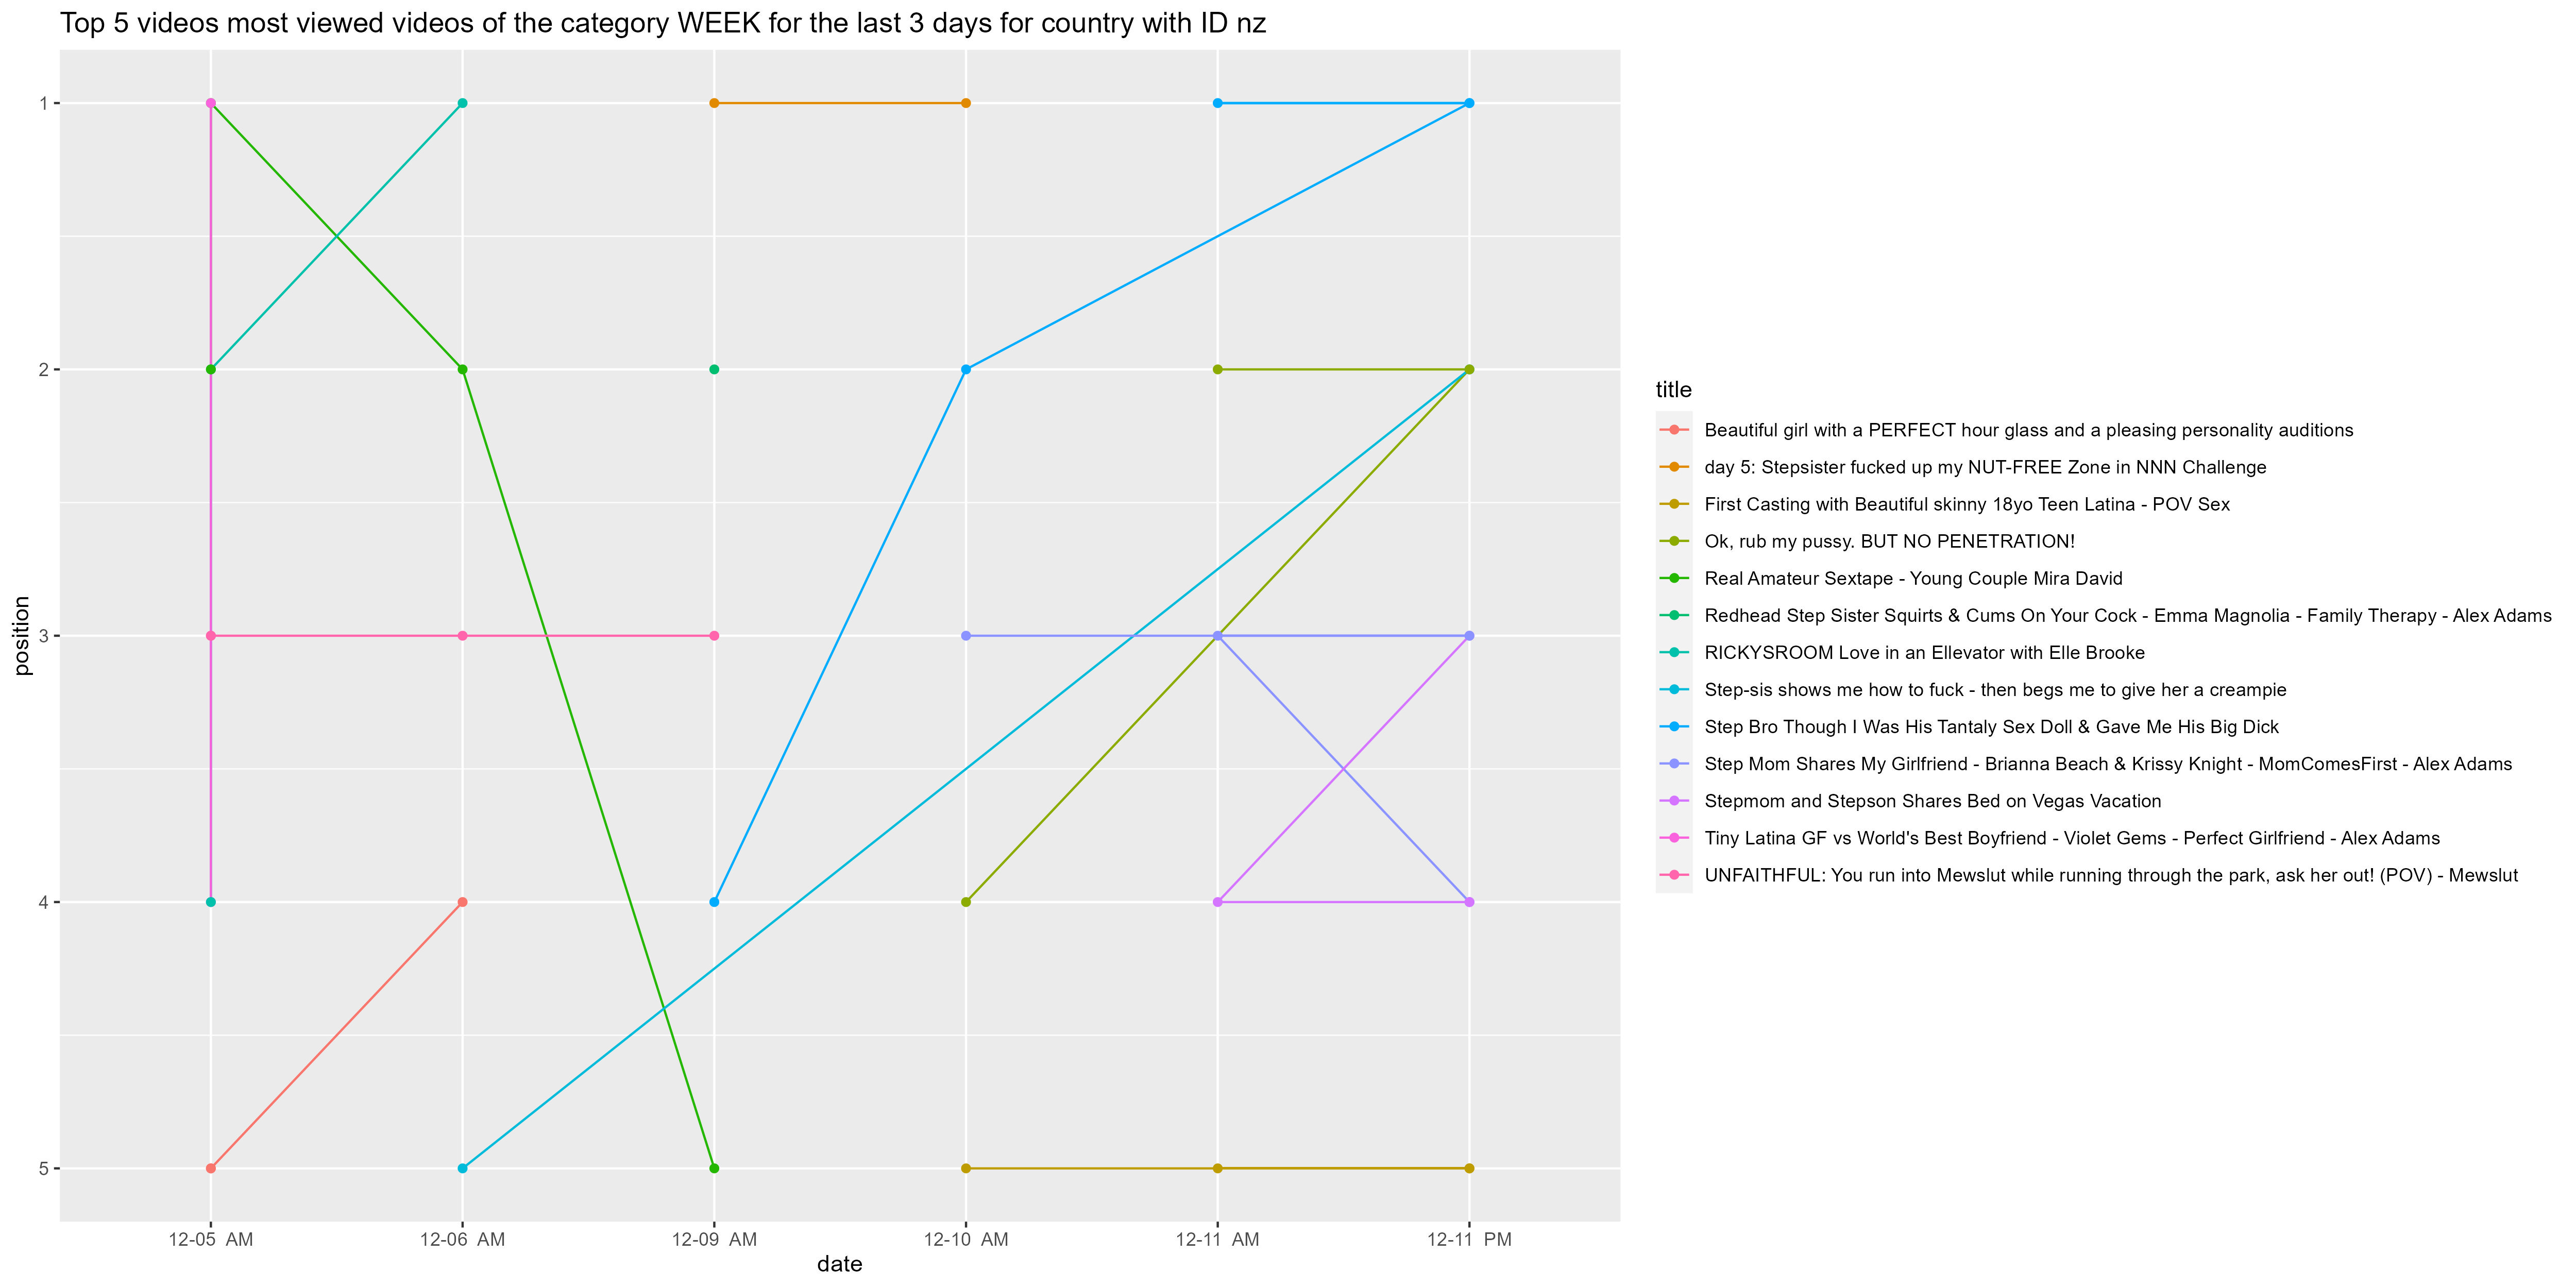 Top 5 videos most viewed videos of the category WEEK for the last 3 days for country with ID nz
position
1
2
3
4
5
12-05 AM
12-06 AM
12-09 AM
12-10 AM
12-11 AM
12-11 PM
date
title
Beautiful girl with a PERFECT hour glass and a pleasing personality auditions
day 5: Stepsister fucked up my NUT-FREE Zone in NNN Challenge
First Casting with Beautiful skinny 18yo Teen Latina - POV Sex
Ok, rub my pussy. BUT NO PENETRATION!
Real Amateur Sextape - Young Couple Mira David
Redhead Step Sister Squirts & Cums On Your Cock - Emma Magnolia - Family Therapy - Alex Adams
RICKYSROOM Love in an Ellevator with Elle Brooke
Step-sis shows me how to fuck - then begs me to give her a creampie
Step Bro Though I Was His Tantaly Sex Doll & Gave Me His Big Dick
Step Mom Shares My Girlfriend - Brianna Beach & Krissy Knight - MomComesFirst - Alex Adams
Stepmom and Stepson Shares Bed on Vegas Vacation
Tiny Latina GF vs World's Best Boyfriend - Violet Gems - Perfect Girlfriend - Alex Adams
UNFAITHFUL: You run into Mewslut while running through the park, ask her out! (POV) - Mewslut